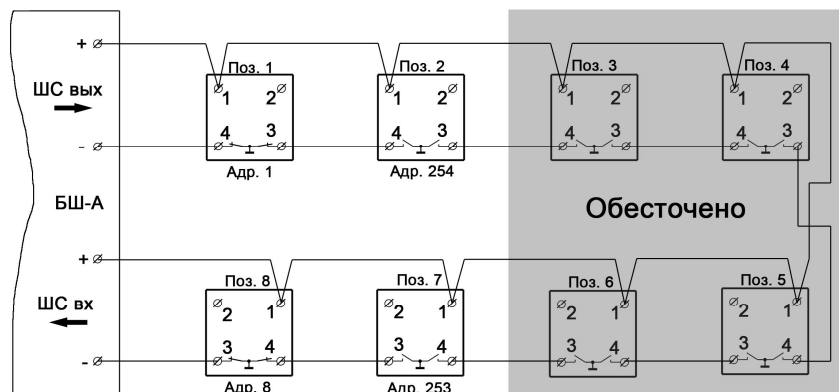 +
Поз. 1 Поз. 2 Поз. 3 Поз. 4
ШС вых
1 2 1 2 1 2 1 2
4 3 4 3 4 3 4 3
-
Адр. 1 Адр. 254
БШ-А
Обесточено
+
Поз. 8 Поз. 7 Поз. 6 Поз. 5
ШС вх
2 1 2 1 2 1 2 1
3 4 3 4 3 4 3 4
-
Адр. 8 Адр. 253